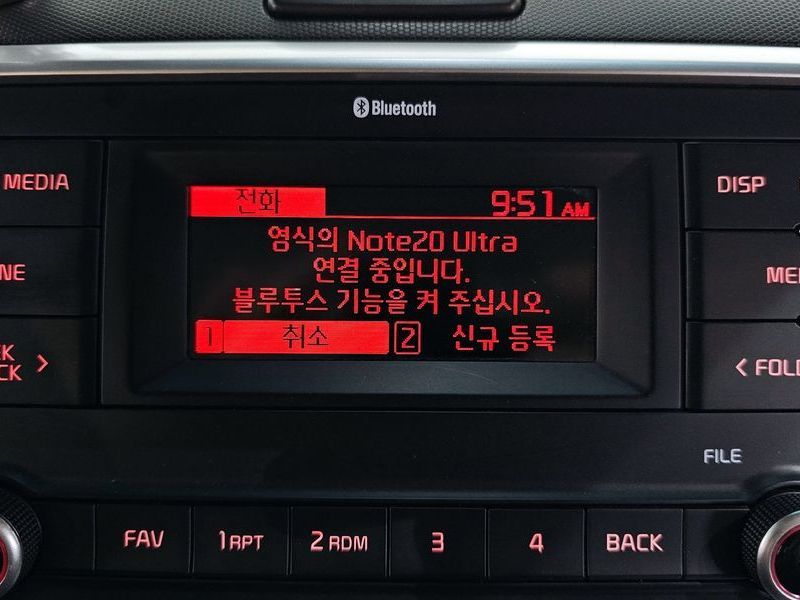 Bluetooth
MEDIA
DISP
전화 9:51 AM
영식의 Note20 Ultra
연결 중입니다.
블루투스 기능을 켜 주십시오.
1 취소 2 신규 등록
FILE
FAV 1 RPT 2 RDM 3 4 BACK